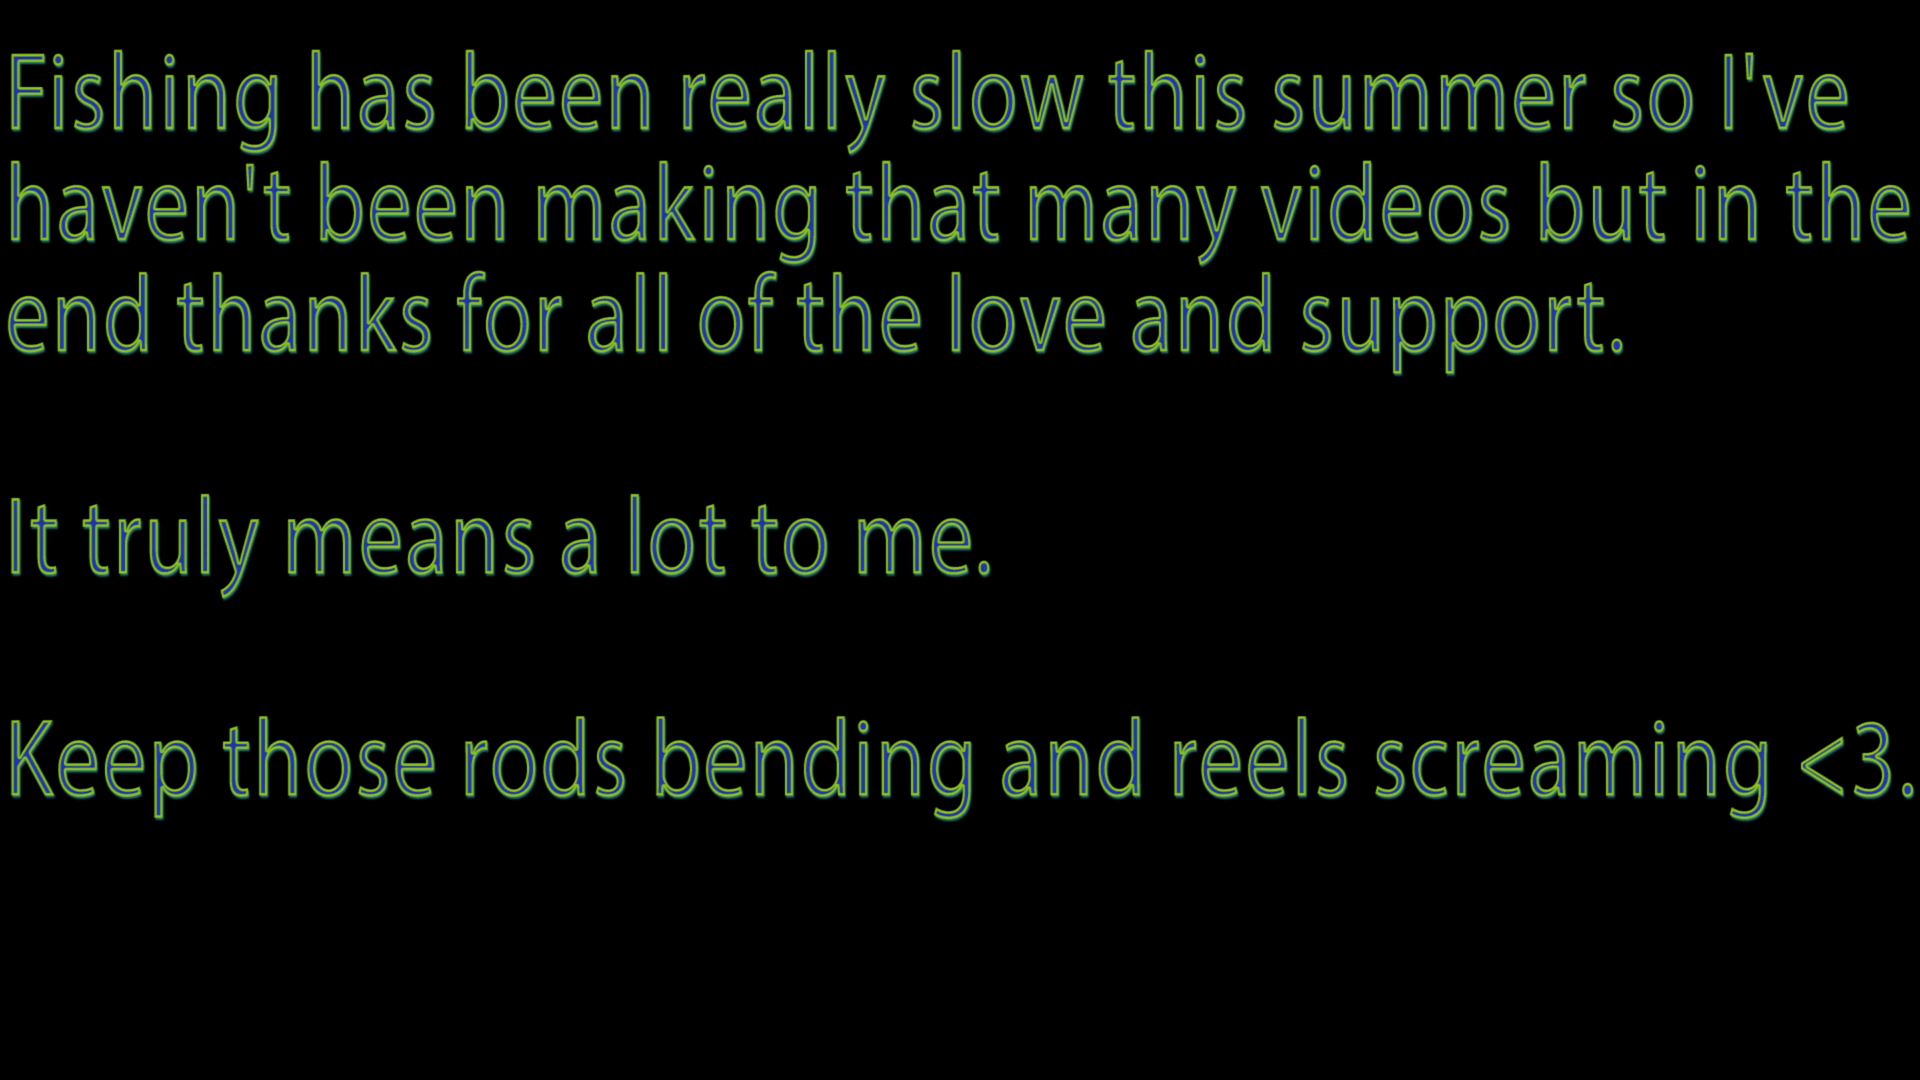 Fishing has been really slow this summer so I've
haven't been making that many videos but in the
end thanks for all of the love and support.
It truly means a lot to me.
Keep those rods bending and reels screaming <3.